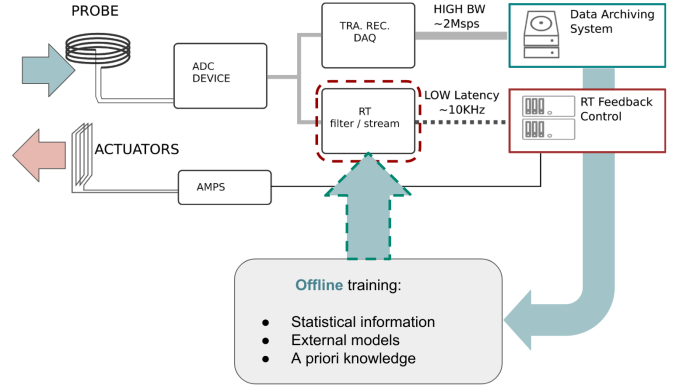 PROBE
ADC
DEVICE
TRA. REC.
DAQ
HIGH BW
~2Msps
Data Archiving
System
RT
filter / stream
LOW Latency
~10KHz
RT Feedback
Control
ACTUATORS
AMPS
Offline training:
● Statistical information
● External models
● A priori knowledge